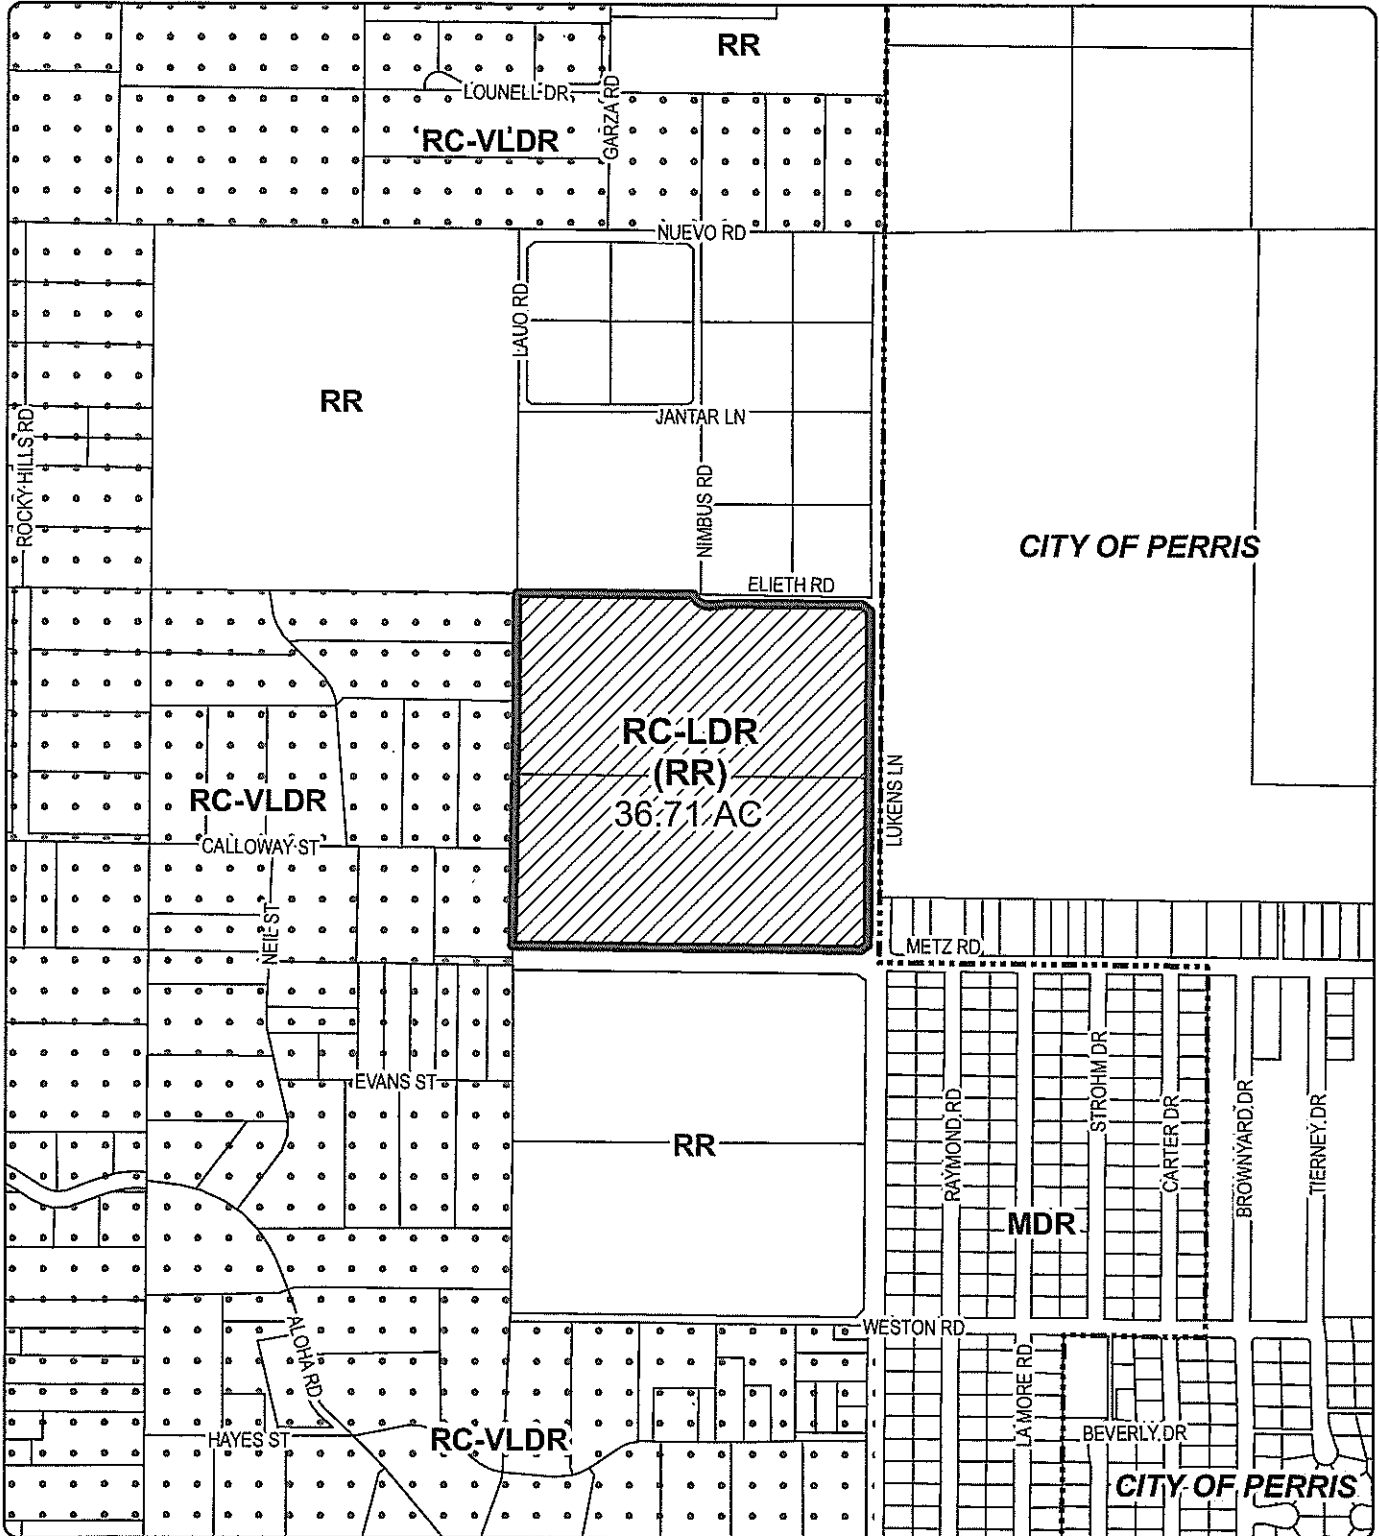 RR
LOUNELL DR
GARZA RD
RC-VLDR
NUEVO RD
LAUO RD
RR
JANTAR LN
ROCKY HILLS RD
NIMBUS RD
CITY OF PERRIS
ELIETH RD
RC-LDR
(RR)
36.71 AC
LUKENS LN
RC-VLDR
CALLOWAY ST
NEIL ST
METZ RD
EVANS ST
STROHM DR
RAYMOND RD
CARTER DR
BROWNYARD DR
TIERNEY DR
RR
MDR
WESTON RD
ALOHA RD
LA MORE RD
HAYES ST
RC-VLDR
BEVERLY DR
CITY OF PERRIS